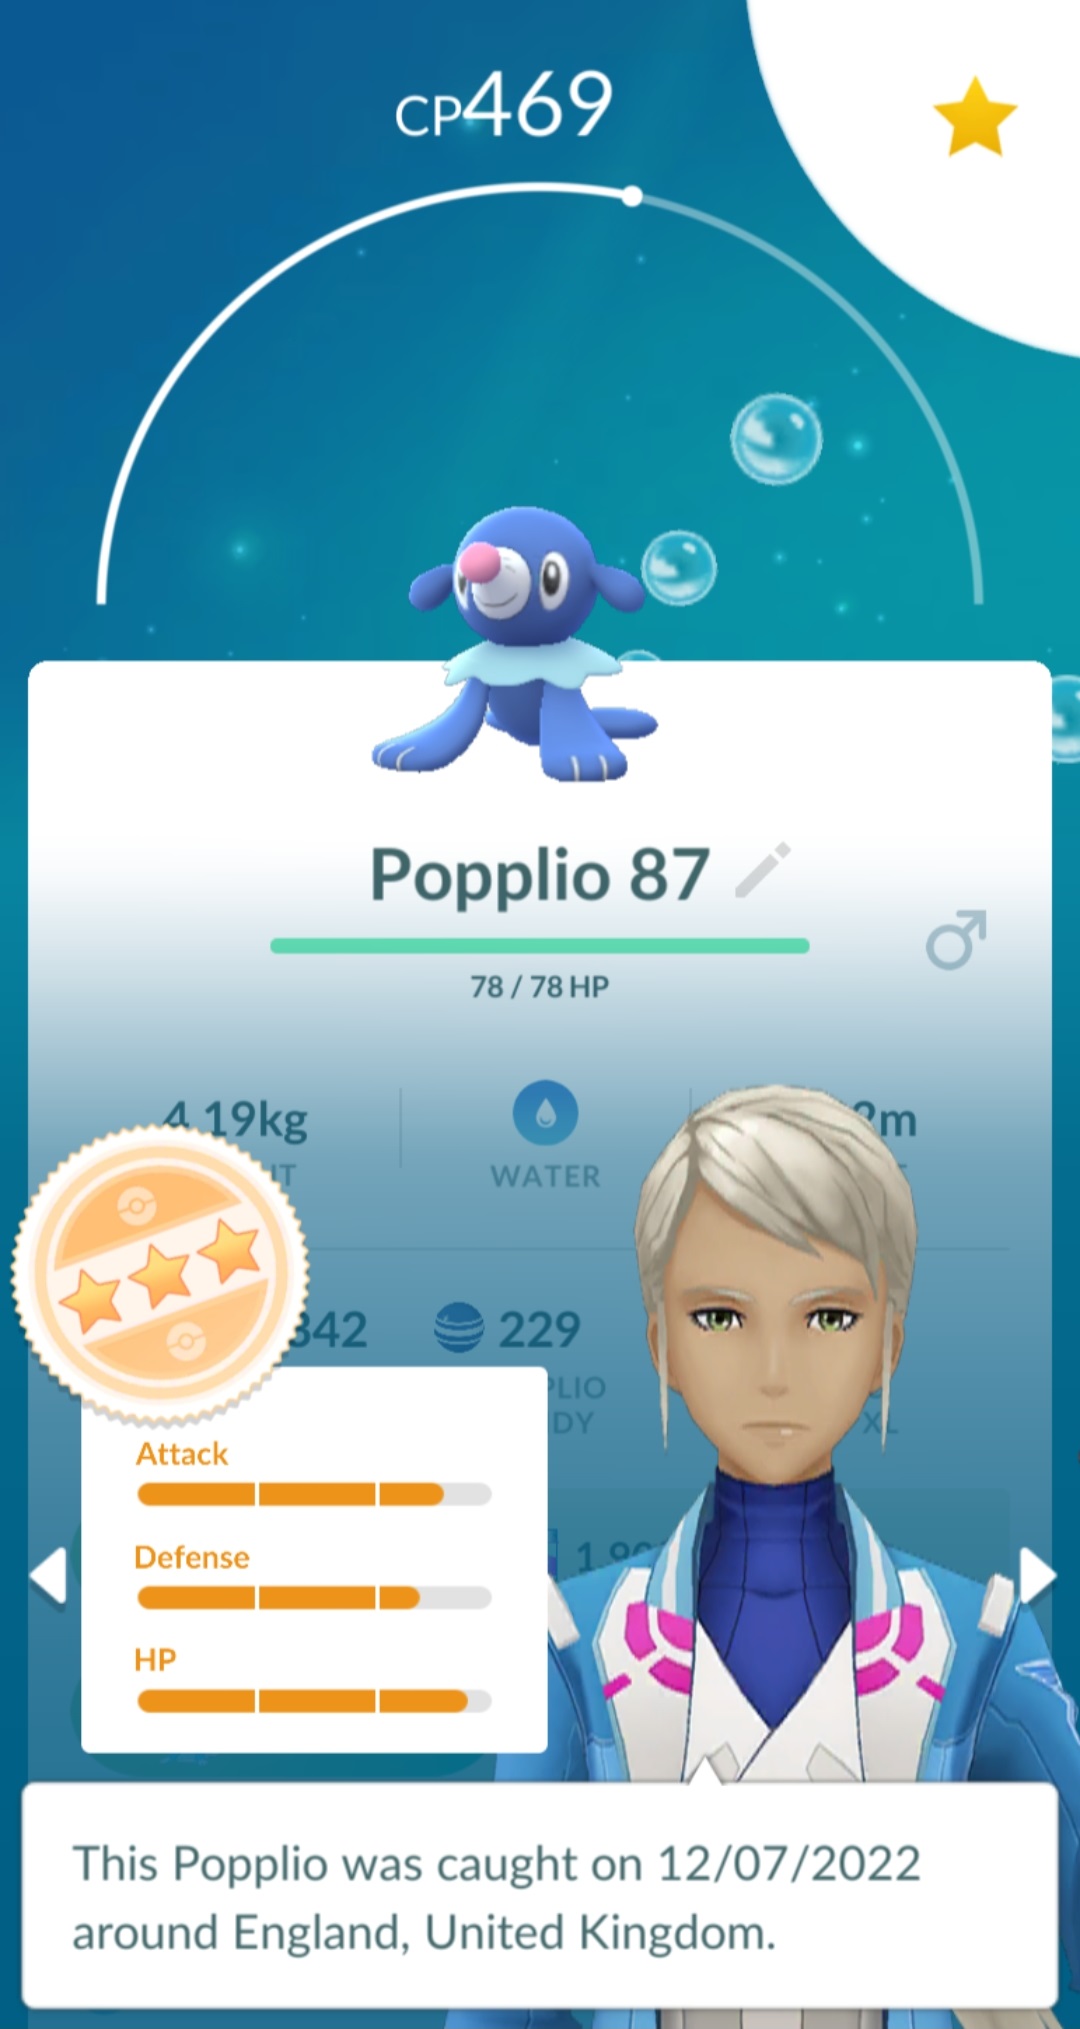 CP469
Popplio 87
78 / 78 HP
4.19kg
2m
WATER
342
229
PLIO
DY
XL
Attack
Defense
HP
This Popplio was caught on 12/07/2022
around England, United Kingdom.